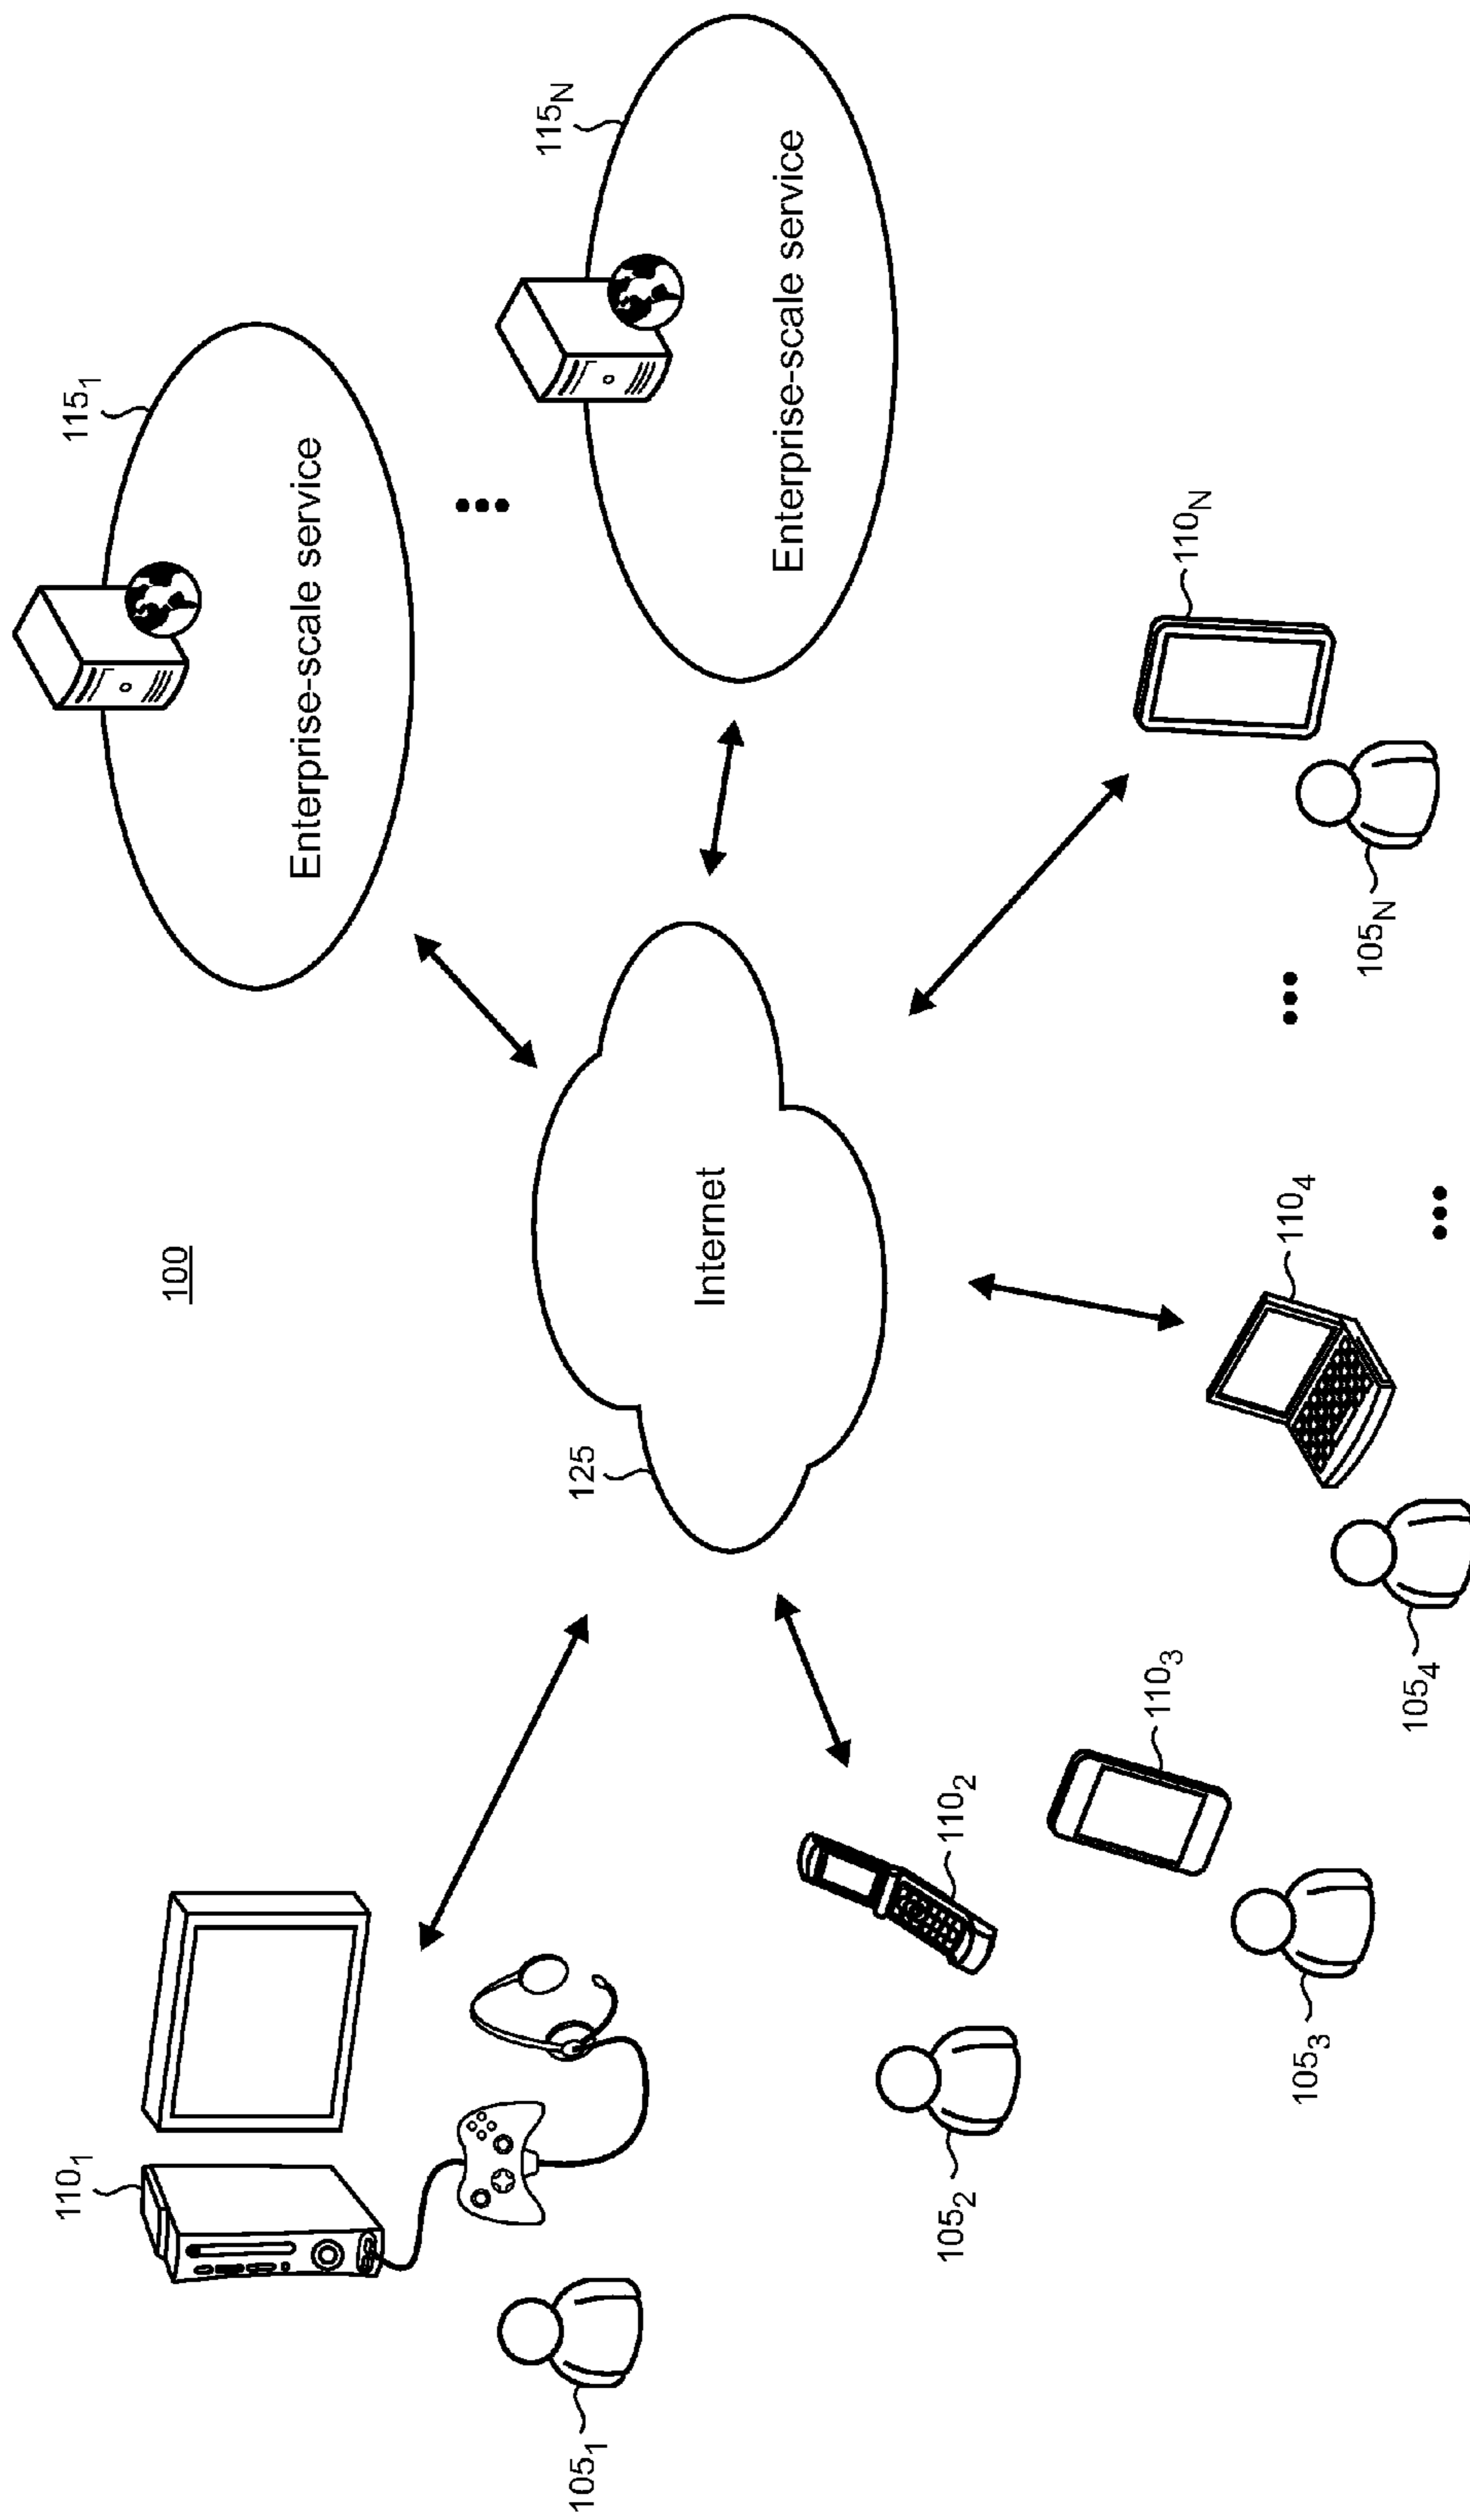 100
115₁
Enterprise-scale service
115N
Enterprise-scale service
125
Internet
110₁
105₁
110₂
105₂
110₃
105₃
110₄
105₄
110N
105N